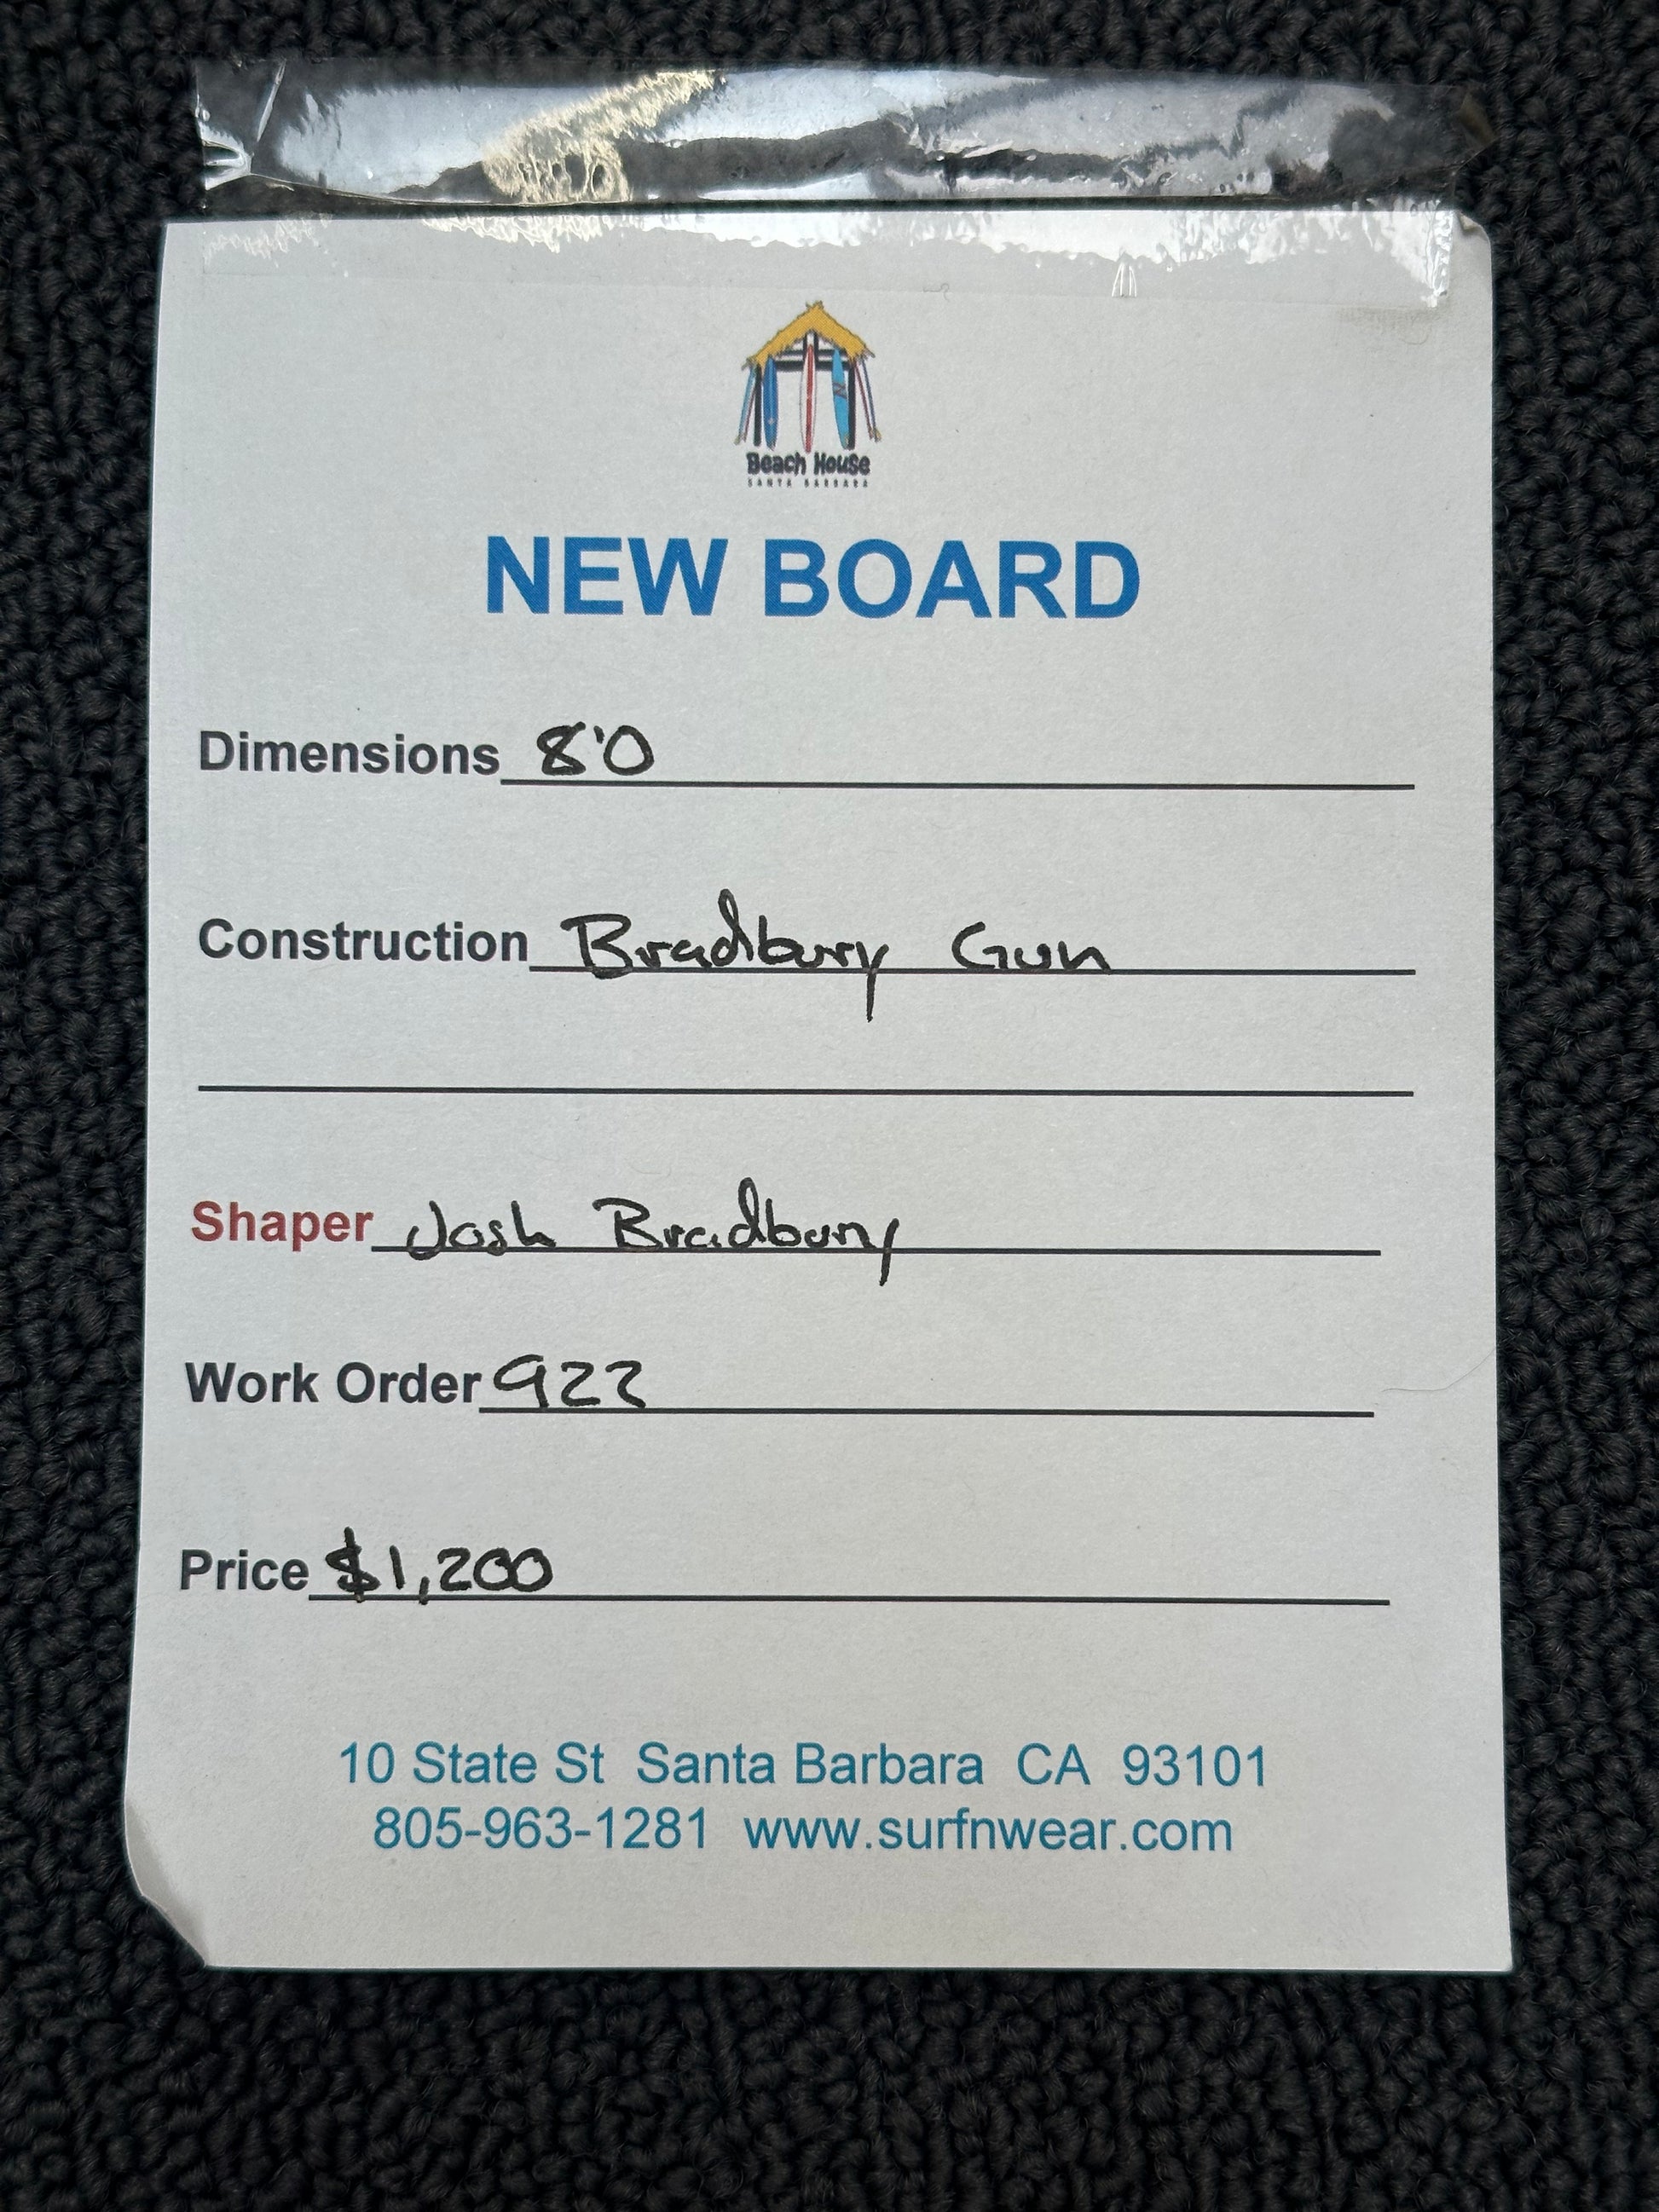 Beach House
SANTA BARBARA
NEW BOARD
Dimensions 8'0
Construction Bradbury Gun
Shaper Josh Bradbury
Work Order 922
Price $1,200
10 State St Santa Barbara CA 93101
805-963-1281 www.surfnwear.com